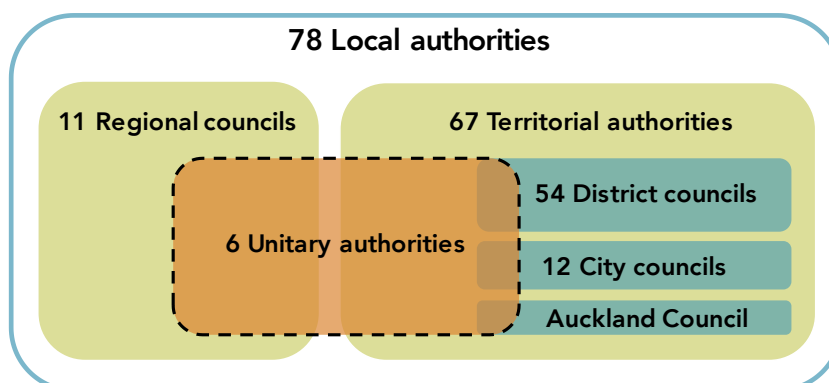 78 Local authorities
11 Regional councils
67 Territorial authorities
54 District councils
6 Unitary authorities
12 City councils
Auckland Council